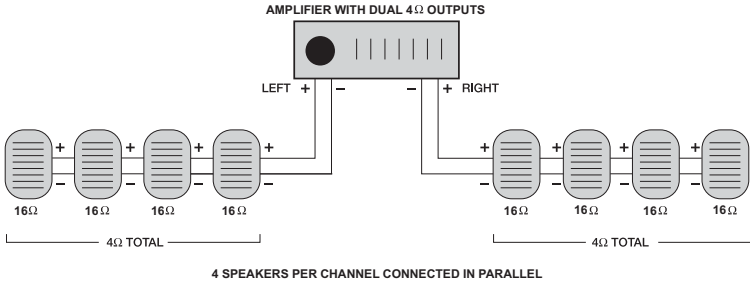 AMPLIFIER WITH DUAL 4Ω OUTPUTS
LEFT + – – + RIGHT
+ + + + + + + +
– – – – – – – –
16Ω 16Ω 16Ω 16Ω 16Ω 16Ω 16Ω 16Ω
4Ω TOTAL 4Ω TOTAL
4 SPEAKERS PER CHANNEL CONNECTED IN PARALLEL